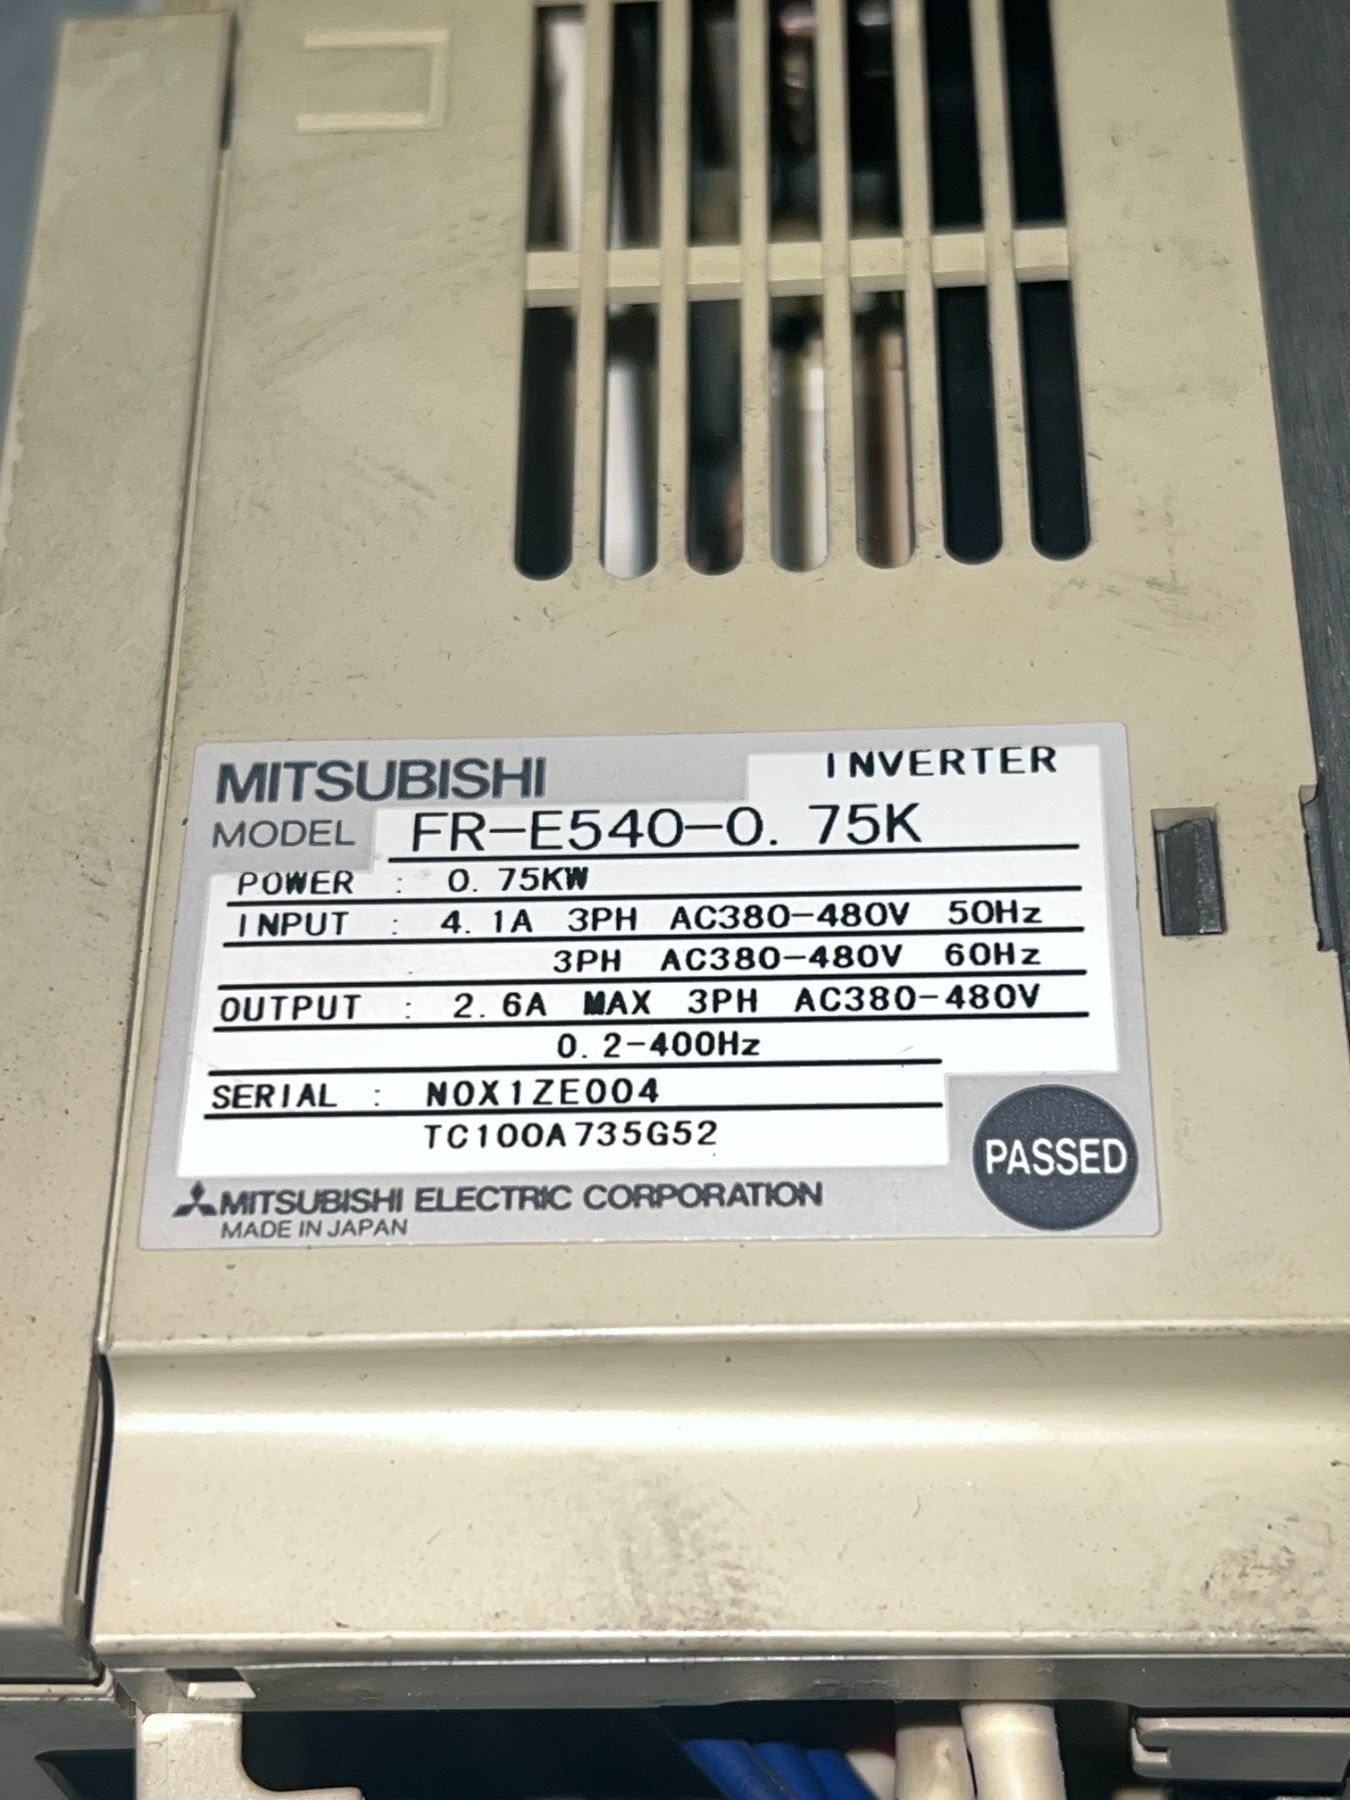 MITSUBISHI INVERTER
MODEL FR-E540-0.75K
POWER : 0.75KW
INPUT : 4.1A 3PH AC380-480V 50Hz
3PH AC380-480V 60Hz
OUTPUT : 2.6A MAX 3PH AC380-480V
0.2-400Hz
SERIAL : N0X1ZE004
TC100A735G52
PASSED
MITSUBISHI ELECTRIC CORPORATION
MADE IN JAPAN